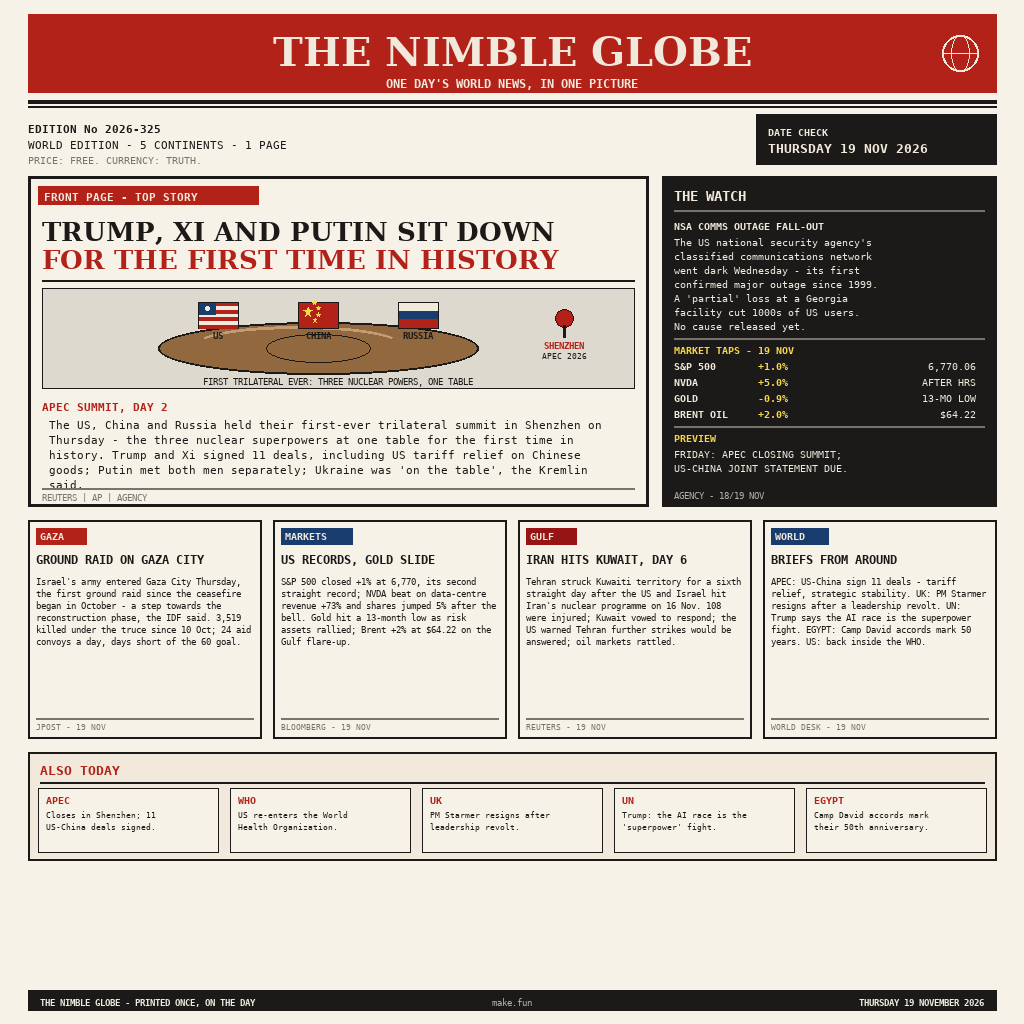 THE NIMBLE GLOBE
ONE DAY'S WORLD NEWS, IN ONE PICTURE
EDITION No 2026-325
WORLD EDITION - 5 CONTINENTS - 1 PAGE
PRICE: FREE. CURRENCY: TRUTH.
DATE CHECK
THURSDAY 19 NOV 2026
FRONT PAGE - TOP STORY
TRUMP, XI AND PUTIN SIT DOWN
FOR THE FIRST TIME IN HISTORY
US
CHINA
RUSSIA
SHENZHEN
APEC 2026
FIRST TRILATERAL EVER: THREE NUCLEAR POWERS, ONE TABLE
APEC SUMMIT, DAY 2
The US, China and Russia held their first-ever trilateral summit in Shenzhen on
Thursday - the three nuclear superpowers at one table for the first time in
history. Trump and Xi signed 11 deals, including US tariff relief on Chinese
goods; Putin met both men separately; Ukraine was 'on the table', the Kremlin
said.
REUTERS | AP | AGENCY
THE WATCH
NSA COMMS OUTAGE FALL-OUT
The US national security agency's
classified communications network
went dark Wednesday - its first
confirmed major outage since 1999.
A 'partial' loss at a Georgia
facility cut 1000s of US users.
No cause released yet.
MARKET TAPS - 19 NOV
S&P 500 +1.0% 6,770.06
NVDA +5.0% AFTER HRS
GOLD -0.9% 13-MO LOW
BRENT OIL +2.0% $64.22
PREVIEW
FRIDAY: APEC CLOSING SUMMIT;
US-CHINA JOINT STATEMENT DUE.
AGENCY - 18/19 NOV
GAZA
GROUND RAID ON GAZA CITY
Israel's army entered Gaza City Thursday,
the first ground raid since the ceasefire
began in October - a step towards the
reconstruction phase, the IDF said. 3,519
killed under the truce since 10 Oct; 24 aid
convoys a day, days short of the 60 goal.
JPOST - 19 NOV
MARKETS
US RECORDS, GOLD SLIDE
S&P 500 closed +1% at 6,770, its second
straight record; NVDA beat on data-centre
revenue +73% and shares jumped 5% after the
bell. Gold hit a 13-month low as risk
assets rallied; Brent +2% at $64.22 on the
Gulf flare-up.
BLOOMBERG - 19 NOV
GULF
IRAN HITS KUWAIT, DAY 6
Tehran struck Kuwaiti territory for a sixth
straight day after the US and Israel hit
Iran's nuclear programme on 16 Nov. 108
were injured; Kuwait vowed to respond; the
US warned Tehran further strikes would be
answered; oil markets rattled.
REUTERS - 19 NOV
WORLD
BRIEFS FROM AROUND
APEC: US-China sign 11 deals - tariff
relief, strategic stability. UK: PM Starmer
resigns after a leadership revolt. UN:
Trump says the AI race is the superpower
fight. EGYPT: Camp David accords mark 50
years. US: back inside the WHO.
WORLD DESK - 19 NOV
ALSO TODAY
APEC
Closes in Shenzhen; 11
US-China deals signed.
WHO
US re-enters the World
Health Organization.
UK
PM Starmer resigns after
leadership revolt.
UN
Trump: the AI race is the
'superpower' fight.
EGYPT
Camp David accords mark
their 50th anniversary.
THE NIMBLE GLOBE - PRINTED ONCE, ON THE DAY
make.fun
THURSDAY 19 NOVEMBER 2026